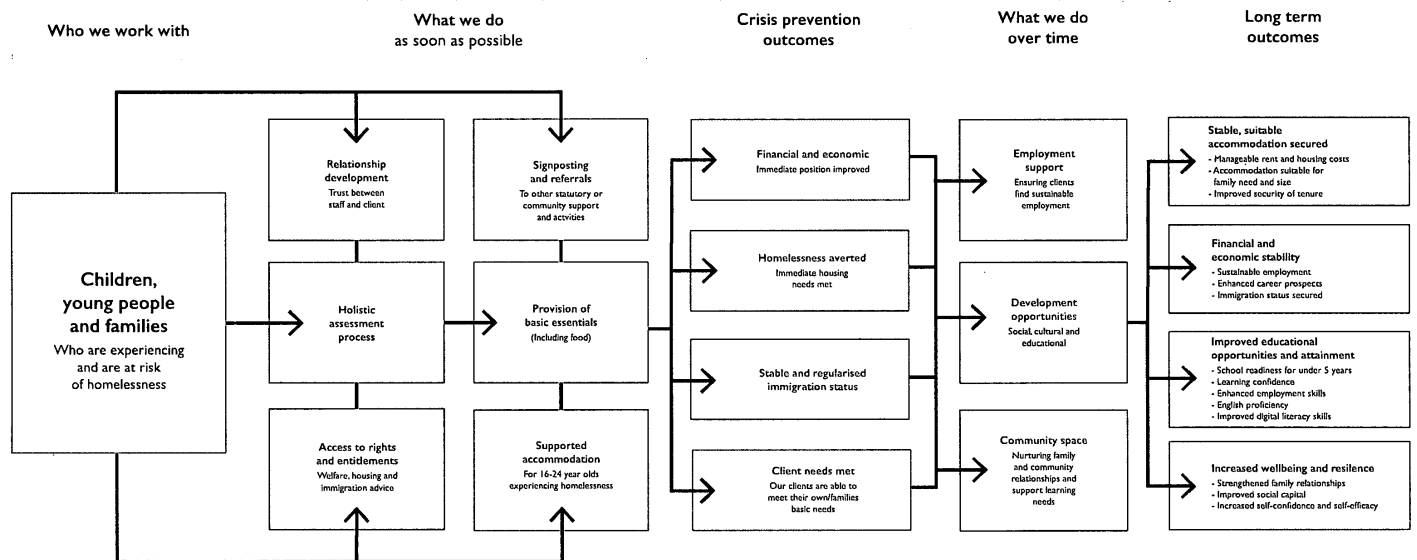 Who we work with
What we do
as soon as possible
Crisis prevention
outcomes
What we do
over time
Long term
outcomes
Children,
young people
and families
Who are experiencing
and are at risk
of homelessness
Relationship
development
Trust between
staff and client
Holistic
assessment
process
Access to rights
and entitlements
Welfare, housing and
immigration advice
Signposting
and referrals
To other statutory or
community support
and actvities
Provision of
basic essentials
(Including food)
Supported
accommodation
For 16-24 year olds
experiencing homelessness
Financial and economic
Immediate position improved
Homelessness averted
Immediate housing
needs met
Stable and regularised
immigration status
Client needs met
Our clients are able to
meet their own/families
basic needs
Employment
support
Ensuring clients
find sustainable
employment
Development
opportunities
Social, cultural and
educational
Community space
Nurturing family
and community
relationships and
support learning
needs
Stable, suitable
accommodation secured
- Manageable rent and housing costs
- Accommodation suitable for
family need and size
- Improved security of tenure
Financial and
economic stability
- Sustainable employment
- Enhanced career prospects
- Immigration status secured
Improved educational
opportunities and attainment
- School readiness for under 5 years
- Learning confidence
- Enhanced employment skills
- English proficiency
- Improved digital literacy skills
Increased wellbeing and resilence
- Strengthened family relationships
- Improved social capital
- Increased self-confidence and self-efficacy